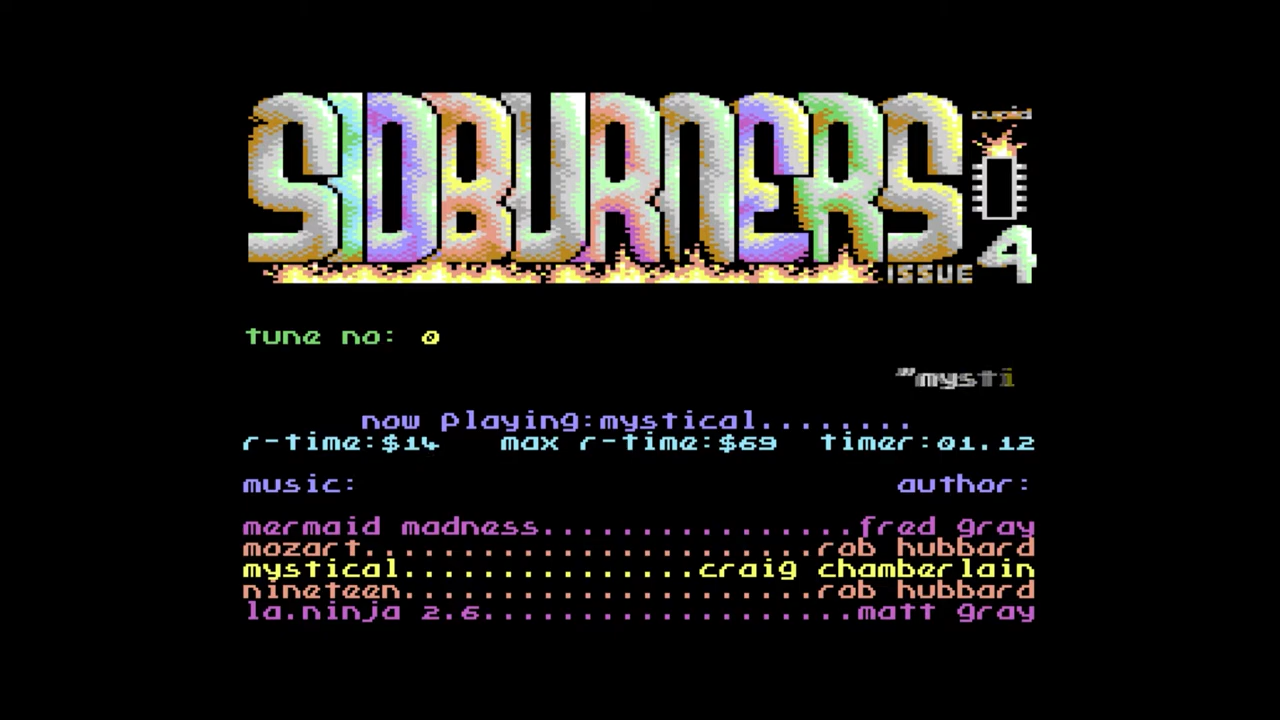 SIDBURNERS
cupid
ISSUE 4
tune no: 0
"mysti
now playing:mystical........
r-time:$14 max r-time:$69 timer:01.12
music: author:
mermaid madness................fred gray
mozart.......................rob hubbard
mystical...............craig chamberlain
nineteen.....................rob hubbard
la.ninja 2.6...................matt gray